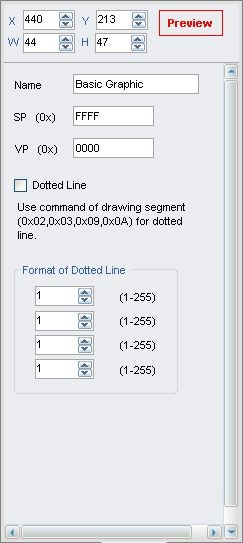 X 440 Y 213 Preview
W 44 H 47
Name Basic Graphic
SP (0x) FFFF
VP (0x) 0000
Dotted Line
Use command of drawing segment
(0x02,0x03,0x09,0x0A) for dotted
line.
Format of Dotted Line
1 (1-255)
1 (1-255)
1 (1-255)
1 (1-255)